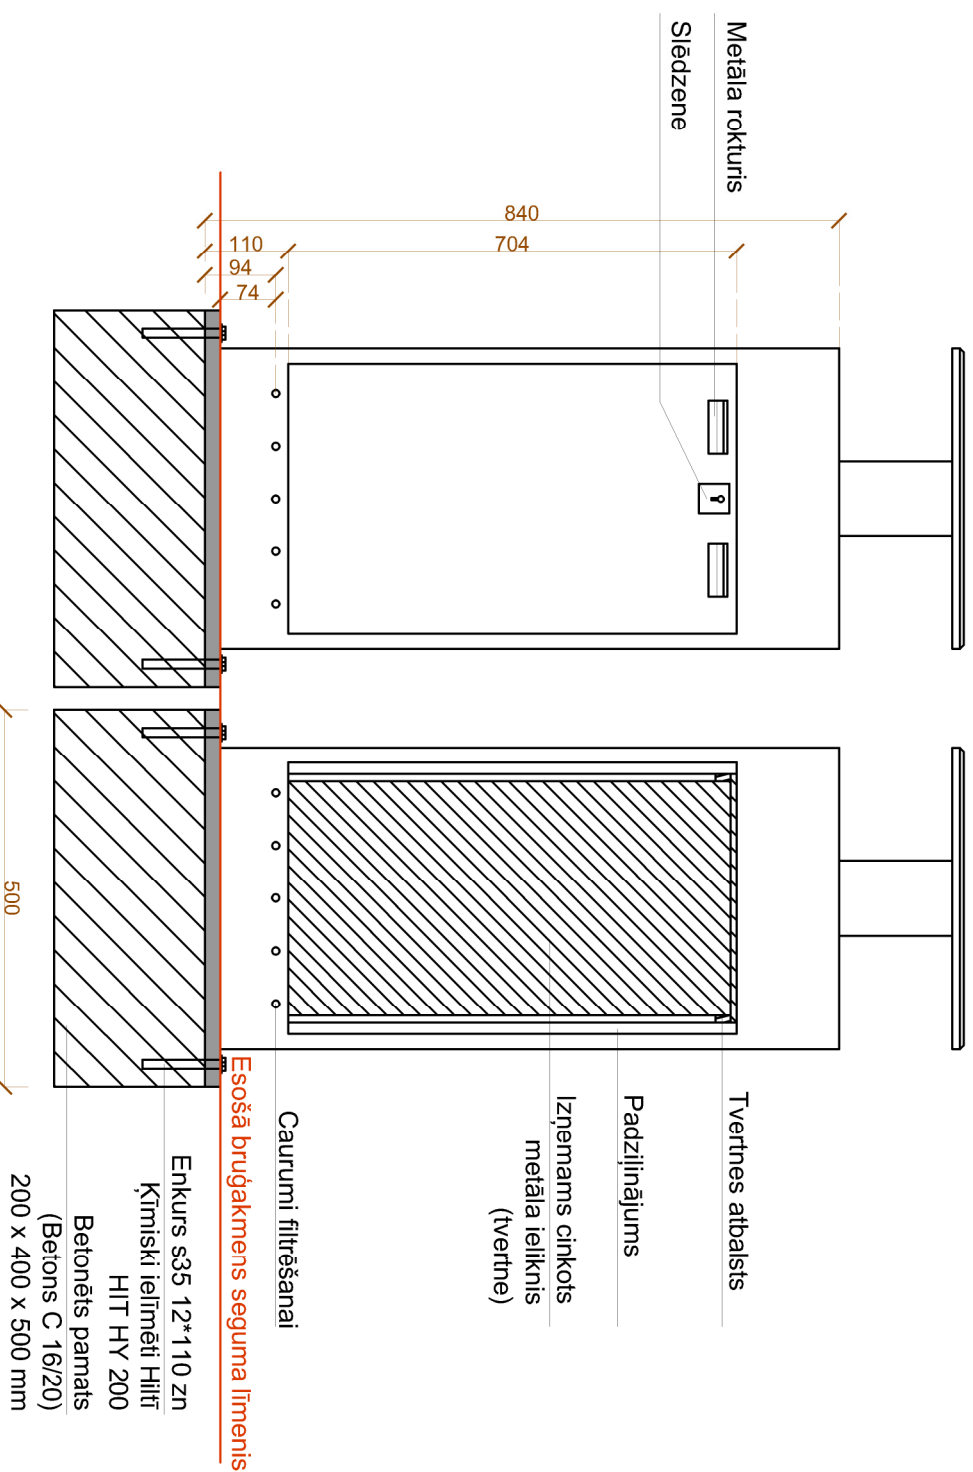 Metāla rokturis
Slēdzene
840
704
110
94
74
500
Tvertnes atbalsts
Padziļinājums
Izņemams cinkots
metāla ieliknis
(tvertne)
Caurumi filtrēšanai
Esošā bruģakmens seguma līmenis
Enkurs s35 12*110 zn
Ķīmiski ielīmēti Hilti
HIT HY 200
Betonēts pamats
(Betons C 16/20)
200 x 400 x 500 mm